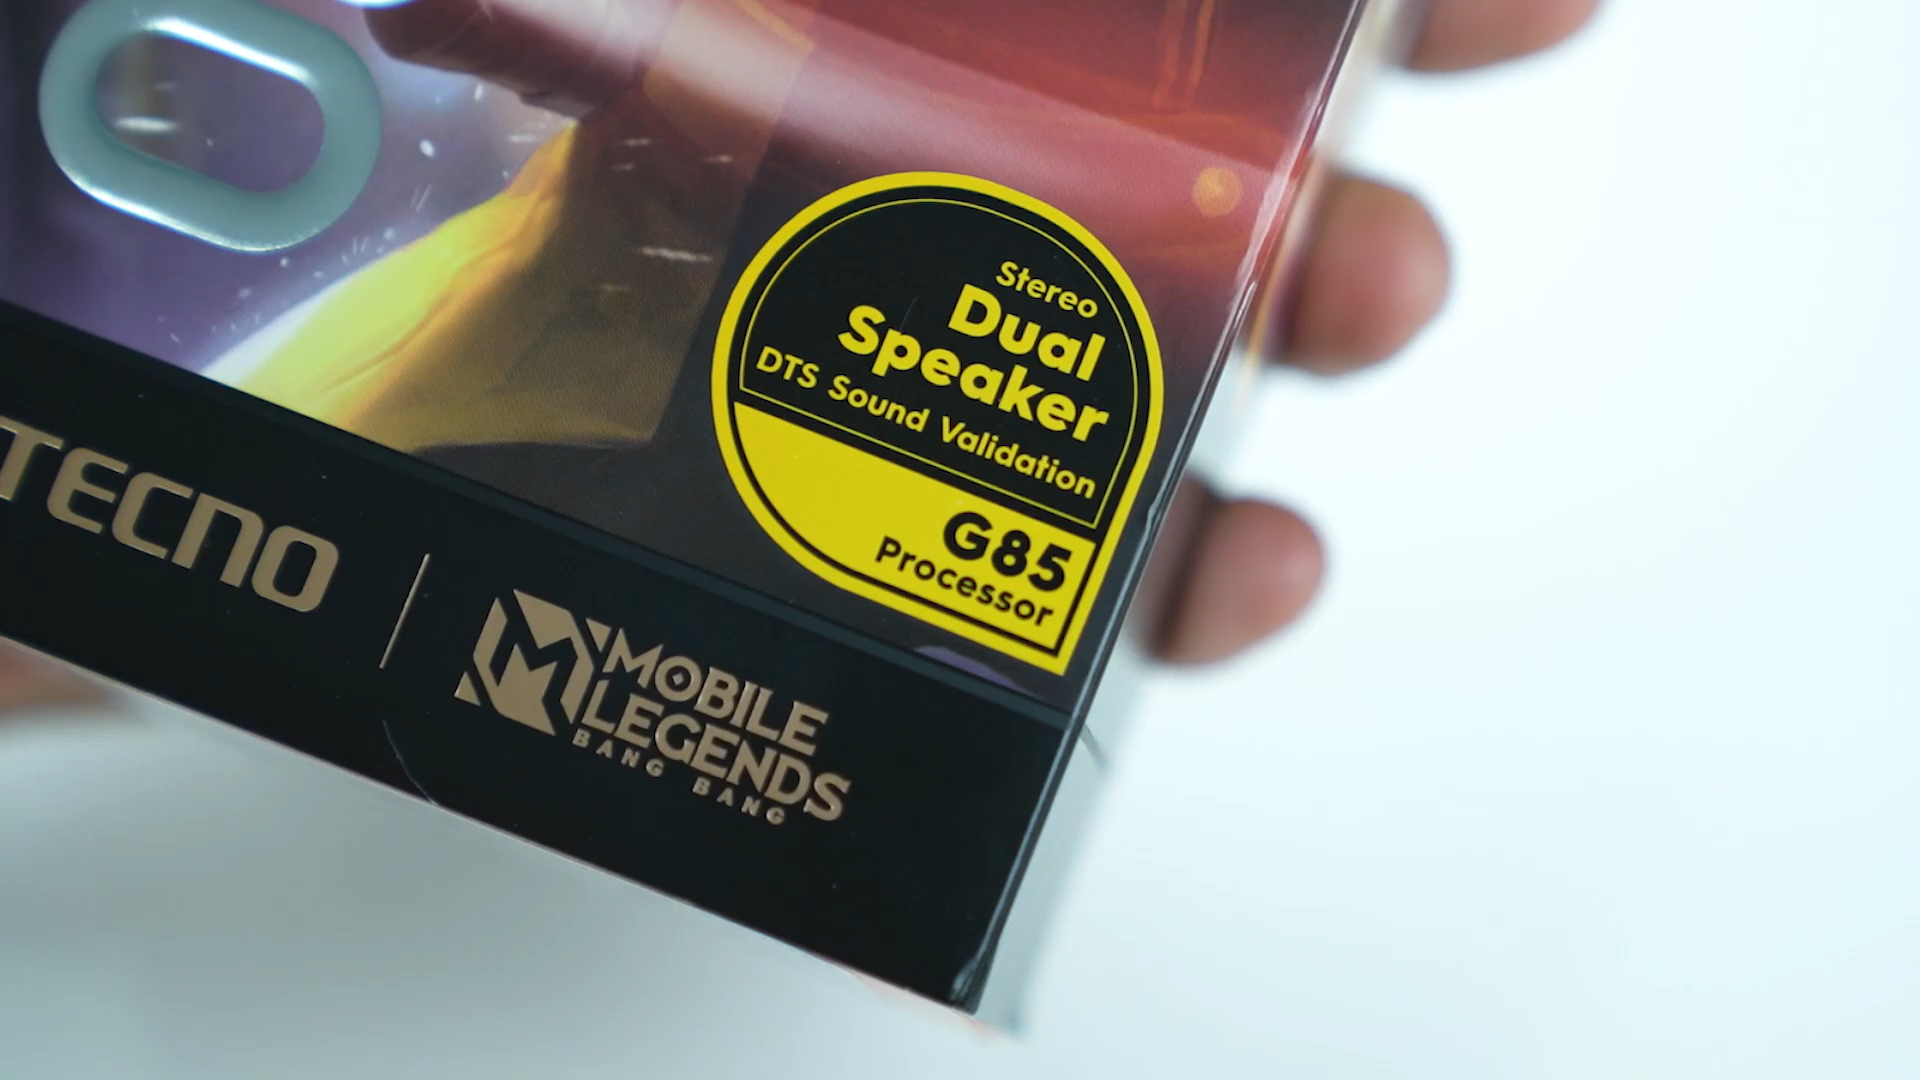 Stereo
Dual
Speaker
DTS Sound Validation
G85
Processor
TECNO
MOBILE
LEGENDS
BANG BANG